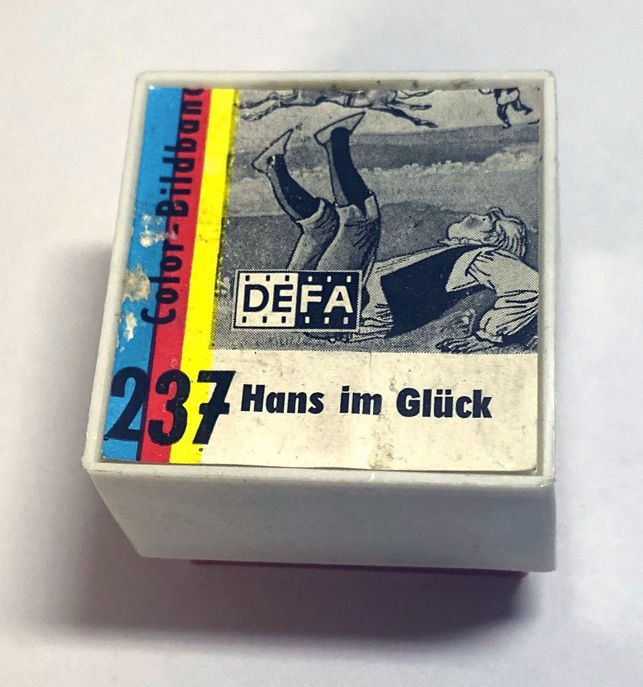 Color-Bildband
DEFA
237 Hans im Glück